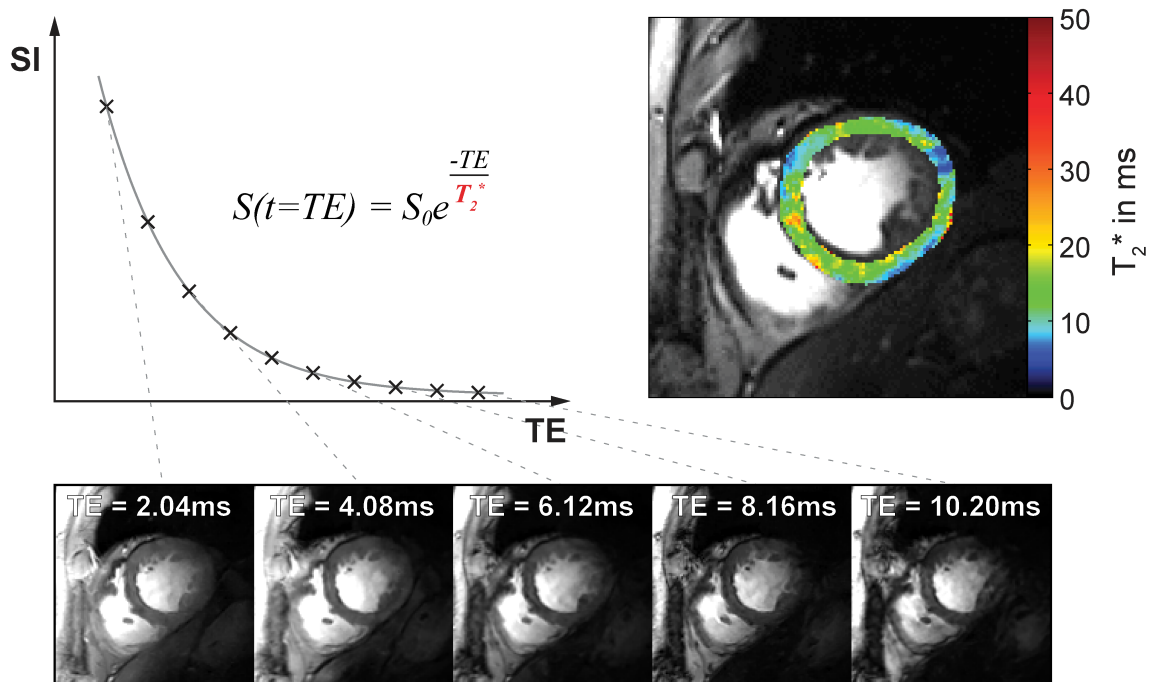 SI
S(t=TE) = S₀e^(-TE/T₂*)
TE
50
40
30
20
10
0
T₂* in ms
TE = 2.04ms
TE = 4.08ms
TE = 6.12ms
TE = 8.16ms
TE = 10.20ms